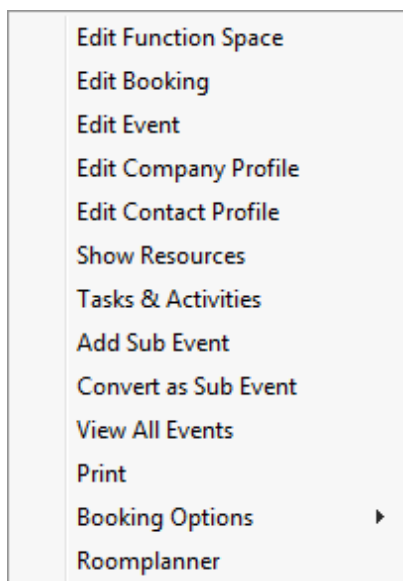 Edit Function Space
Edit Booking
Edit Event
Edit Company Profile
Edit Contact Profile
Show Resources
Tasks & Activities
Add Sub Event
Convert as Sub Event
View All Events
Print
Booking Options
Roomplanner